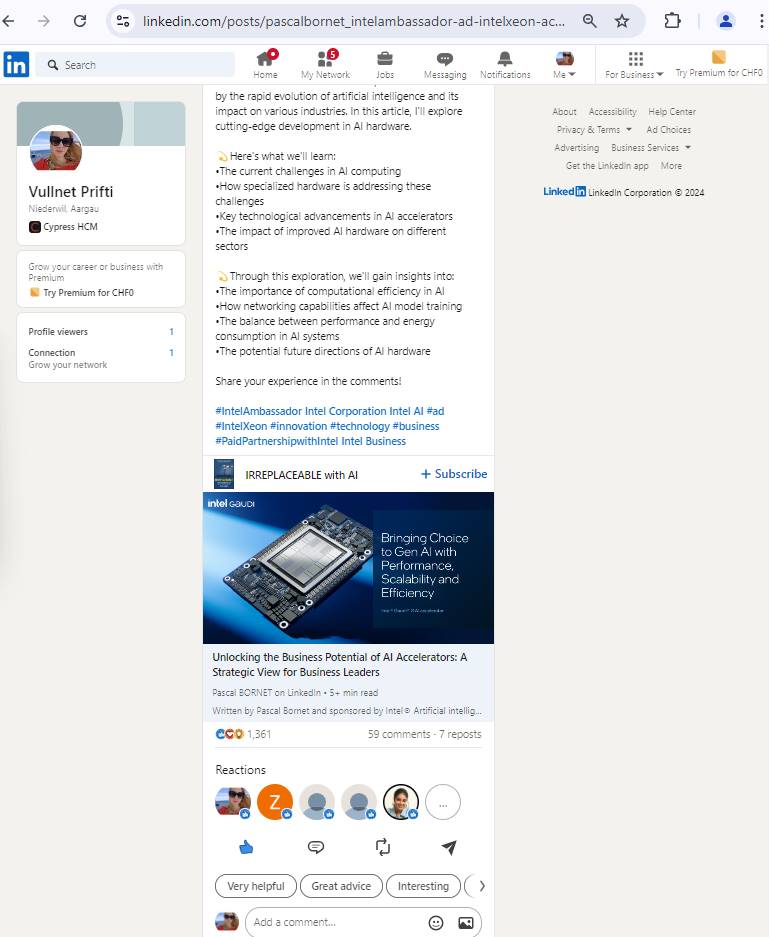 linkedin.com/posts/pascalbornet_intelambassador-ad-intelxeon-ac...
in
Search
Home
5
My Network
Jobs
Messaging
Notifications
Me
For Business
Try Premium for CHF0
Vullnet Prifti
Niederwil, Aargau
Cypress HCM
Grow your career or business with
Premium
Try Premium for CHF0
Profile viewers 1
Connection 1
Grow your network
by the rapid evolution of artificial intelligence and its
impact on various industries. In this article, I'll explore
cutting-edge development in AI hardware.
💫Here's what we'll learn:
•The current challenges in AI computing
•How specialized hardware is addressing these
challenges
•Key technological advancements in AI accelerators
•The impact of improved AI hardware on different
sectors
💫Through this exploration, we'll gain insights into:
•The importance of computational efficiency in AI
•How networking capabilities affect AI model training
•The balance between performance and energy
consumption in AI systems
•The potential future directions of AI hardware
Share your experience in the comments!
#IntelAmbassador Intel Corporation Intel AI #ad
#IntelXeon #innovation #technology #business
#PaidPartnershipwithIntel Intel Business
IRREPLACEABLE with AI
+ Subscribe
intel GAUDI
Bringing Choice
to Gen AI with
Performance,
Scalability and
Efficiency
Unlocking the Business Potential of AI Accelerators: A
Strategic View for Business Leaders
Pascal BORNET on LinkedIn • 5+ min read
Written by Pascal Bornet and sponsored by Intel® Artificial intellig...
1,361
59 comments · 7 reposts
Reactions
Z
...
Very helpful
Great advice
Interesting
Add a comment...
About Accessibility Help Center
Privacy & Terms Ad Choices
Advertising Business Services
Get the LinkedIn app More
LinkedIn LinkedIn Corporation © 2024